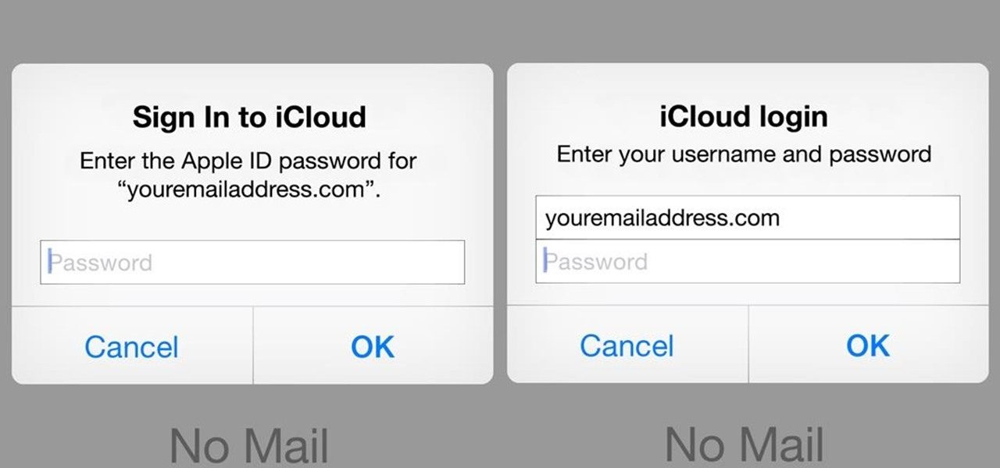 Sign In to iCloud
Enter the Apple ID password for
“youremailaddress.com”.
Password
Cancel
OK
No Mail
iCloud login
Enter your username and password
youremailaddress.com
Password
Cancel
OK
No Mail